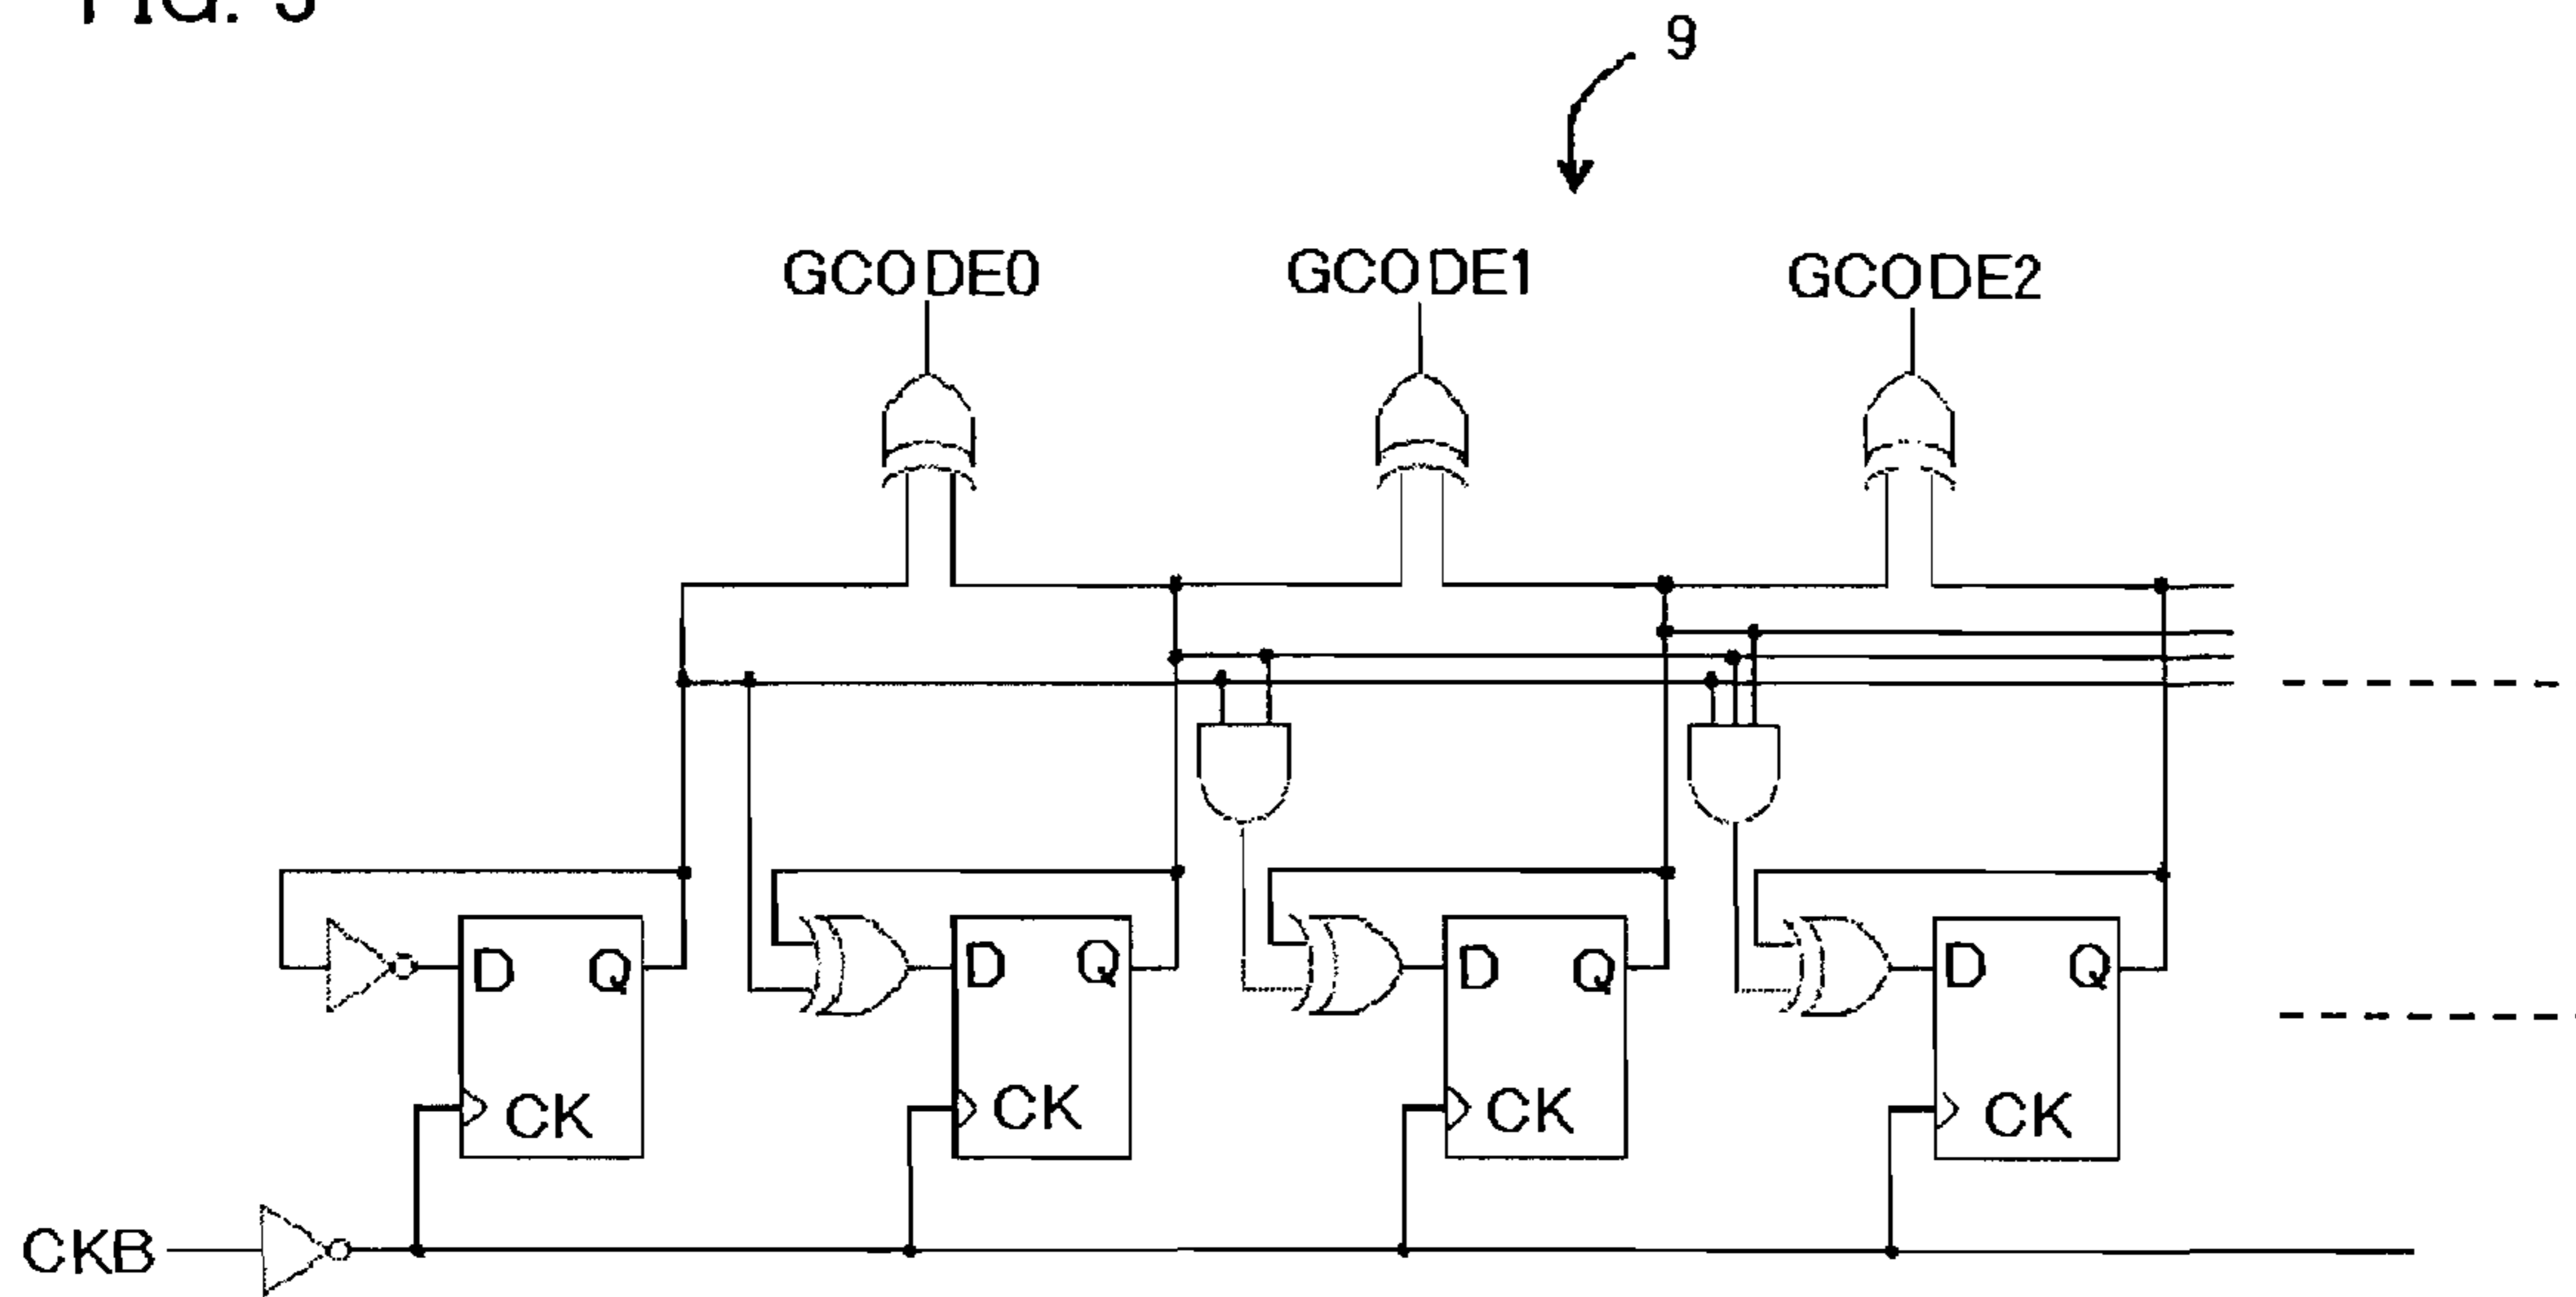 9
GCODE0 GCODE1 GCODE2
D Q D Q D Q D Q
CK CK CK CK
CKB